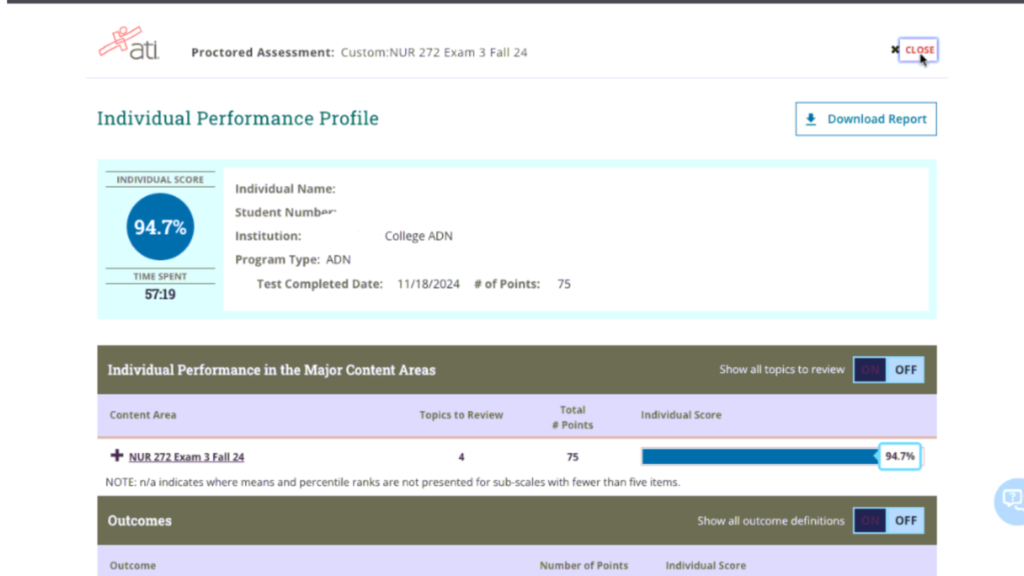 ati
Proctored Assessment: Custom:NUR 272 Exam 3 Fall 24
✖ CLOSE
Individual Performance Profile
Download Report
INDIVIDUAL SCORE
94.7%
TIME SPENT
57:19
Individual Name:
Student Number:
Institution: College ADN
Program Type: ADN
Test Completed Date: 11/18/2024 # of Points: 75
Individual Performance in the Major Content Areas
Show all topics to review ON OFF
Content Area Topics to Review Total # Points Individual Score
NUR 272 Exam 3 Fall 24 4 75 94.7%
NOTE: n/a indicates where means and percentile ranks are not presented for sub-scales with fewer than five items.
Outcomes
Show all outcome definitions ON OFF
Outcome Number of Points Individual Score